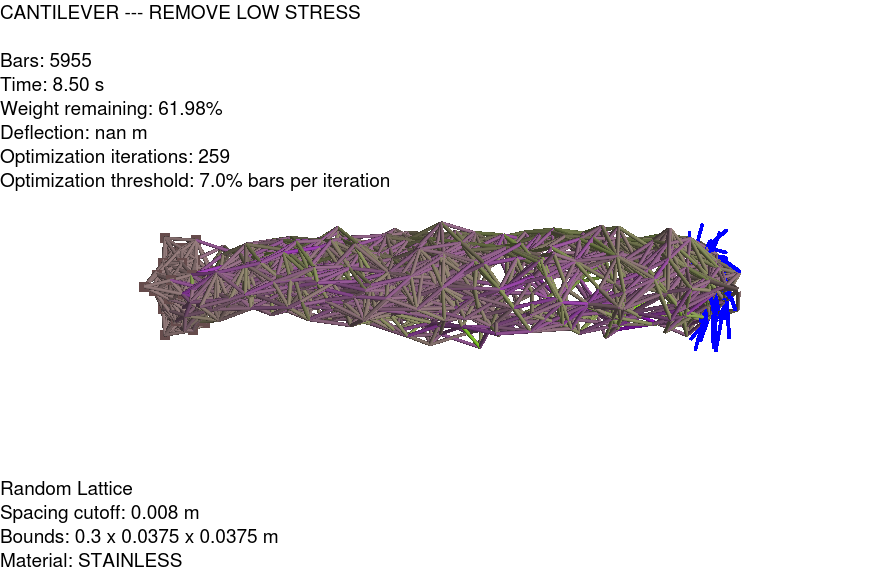 CANTILEVER --- REMOVE LOW STRESS
Bars: 5955
Time: 8.50 s
Weight remaining: 61.98%
Deflection: nan m
Optimization iterations: 259
Optimization threshold: 7.0% bars per iteration
Random Lattice
Spacing cutoff: 0.008 m
Bounds: 0.3 x 0.0375 x 0.0375 m
Material: STAINLESS